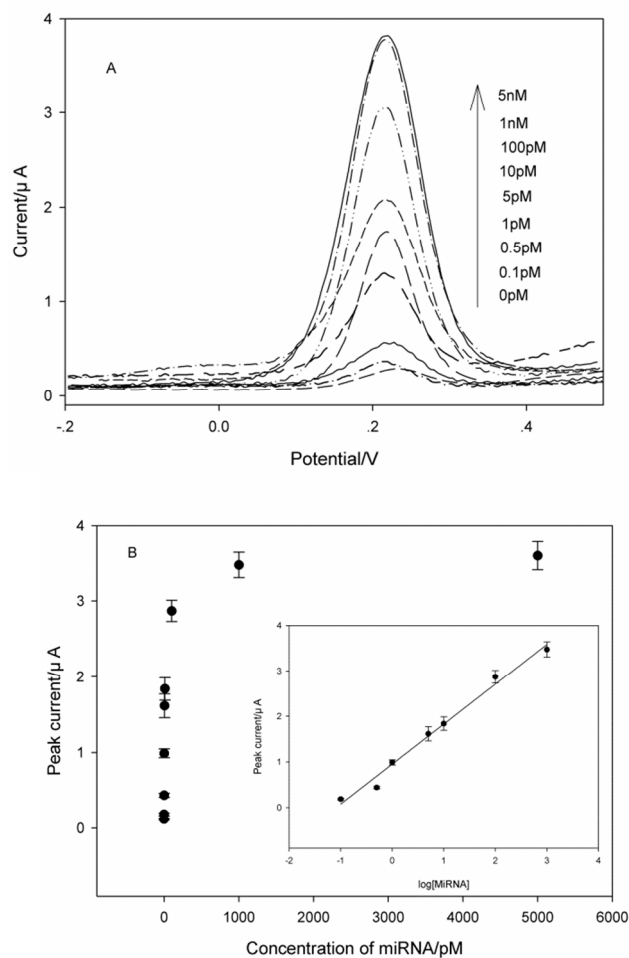 4
A
3
2
1
0
Current/µ A
5nM
1nM
100pM
10pM
5pM
1pM
0.5pM
0.1pM
0pM
-.2 0.0 .2 .4
Potential/V
4
B
3
2
1
0
Peak current/µ A
4
3
2
1
0
Peak current/µ A
-2 -1 0 1 2 3 4
log[MiRNA]
0 1000 2000 3000 4000 5000 6000
Concentration of miRNA/pM